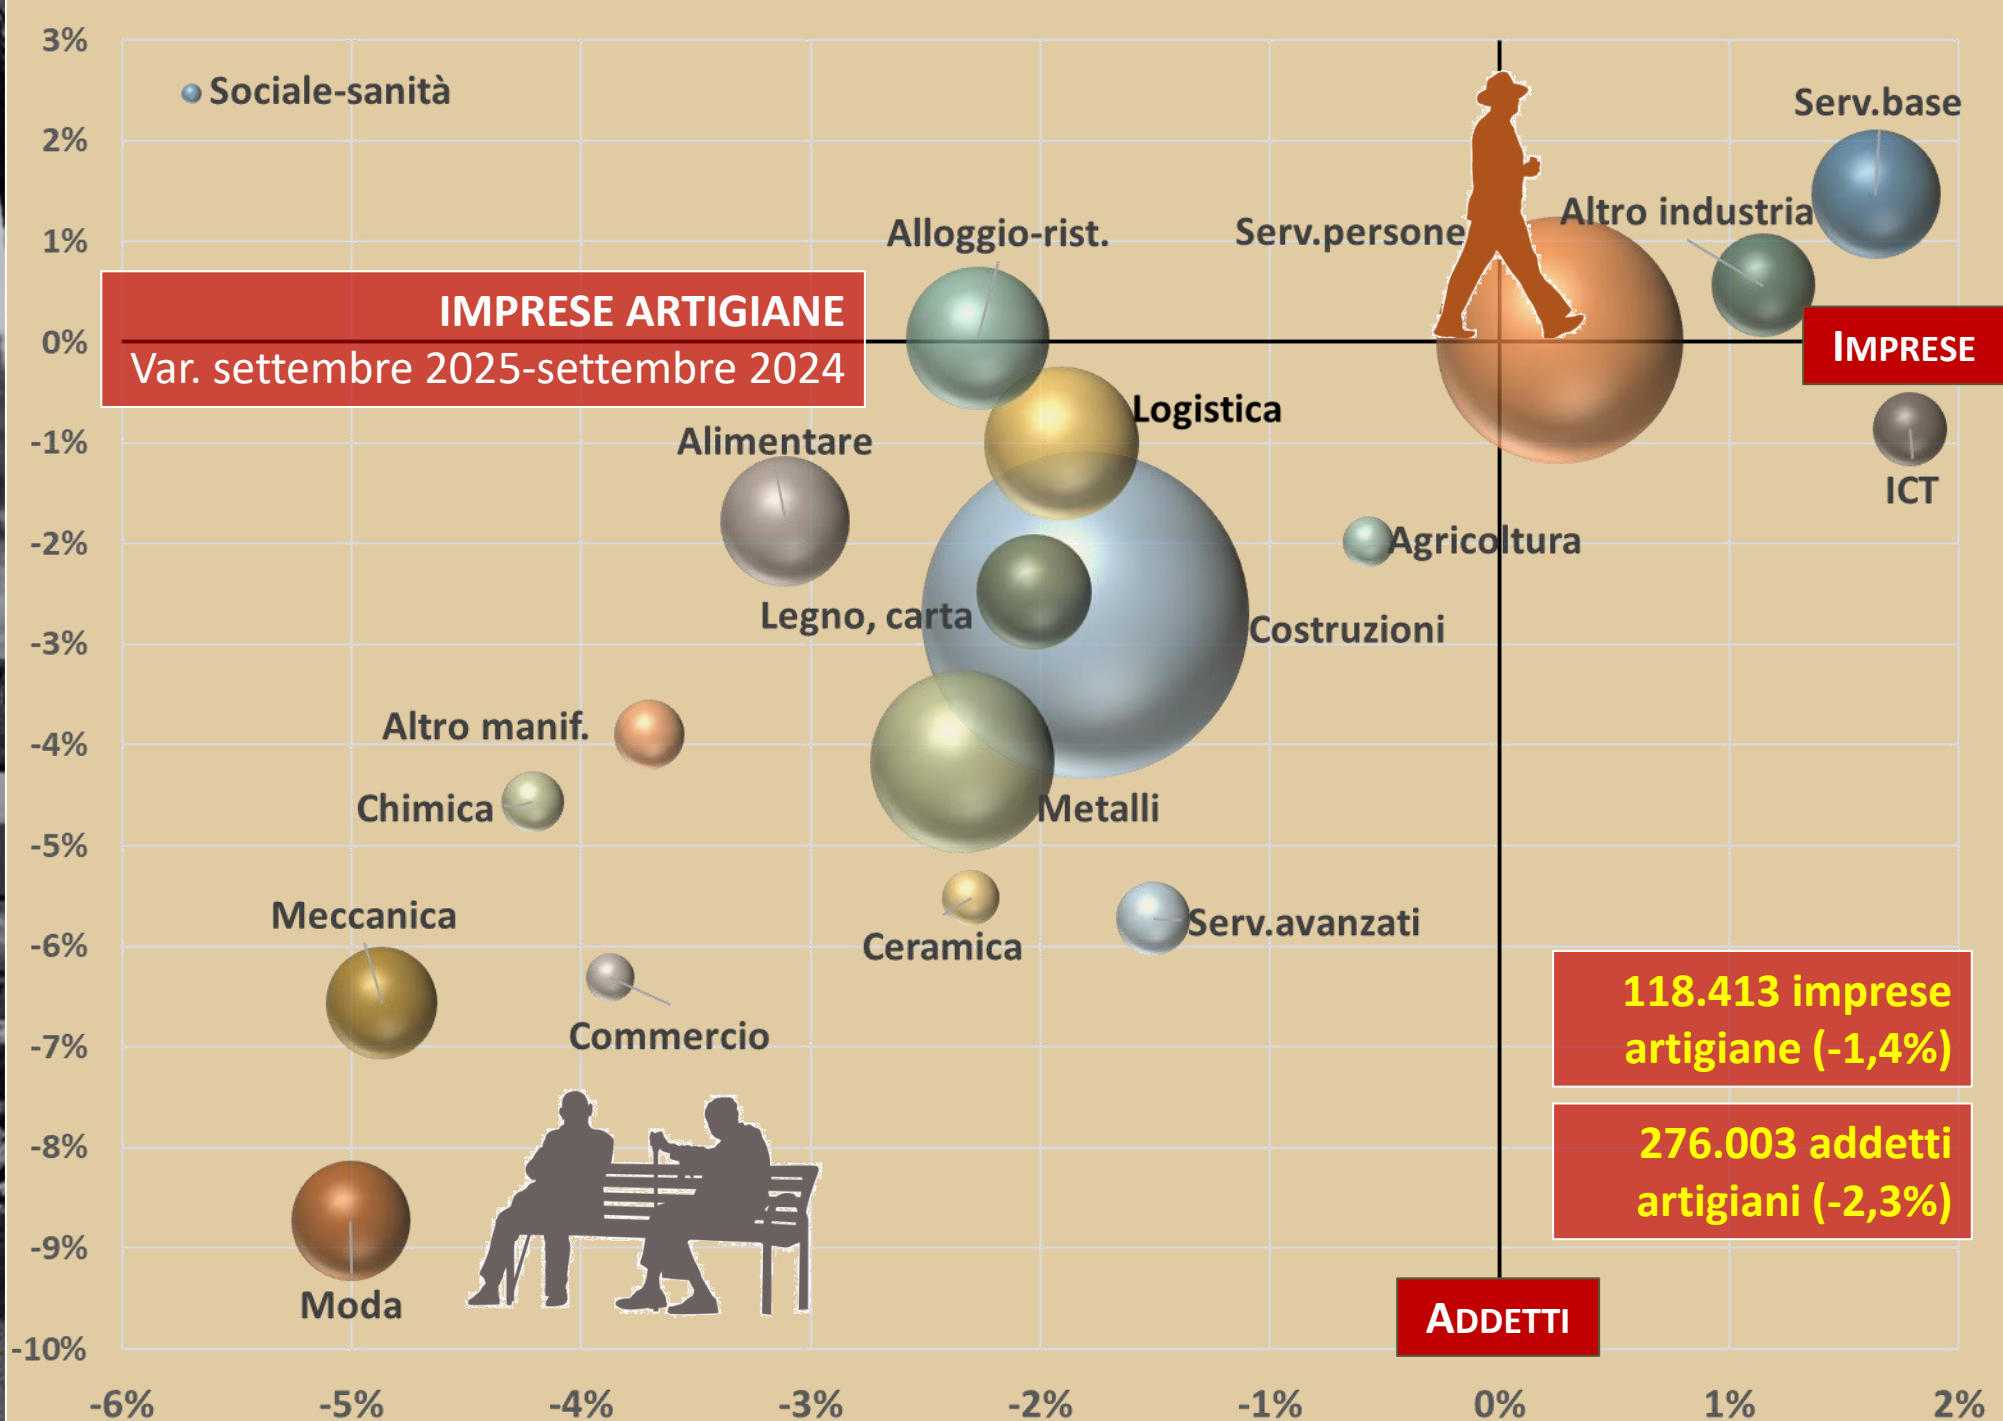 3%
Sociale-sanità
Serv.base
2%
Altro industria
Alloggio-rist.
Serv.persone
1%
IMPRESE ARTIGIANE
Var. settembre 2025-settembre 2024
0%
IMPRESE
Logistica
Alimentare
-1%
ICT
-2%
Agricoltura
Legno, carta
Costruzioni
-3%
Altro manif.
-4%
Chimica
Metalli
-5%
Meccanica
Serv.avanzati
Ceramica
-6%
118.413 imprese
artigiane (-1,4%)
Commercio
-7%
276.003 addetti
artigiani (-2,3%)
-8%
-9%
Moda
ADDETTI
-10%
-6%
-5%
-4%
-3%
-2%
-1%
0%
1%
2%